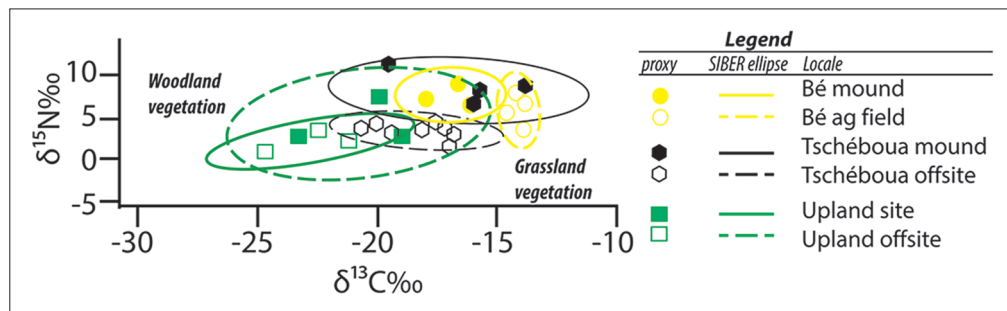 Legend
proxy SIBER ellipse Locale
Bé mound
Bé ag field
Tschéboua mound
Tschéboua offsite
Upland site
Upland offsite
Woodland
vegetation
Grassland
vegetation
δ15N‰
10
5
0
-5
-30 -25 -20 -15 -10
δ13C‰